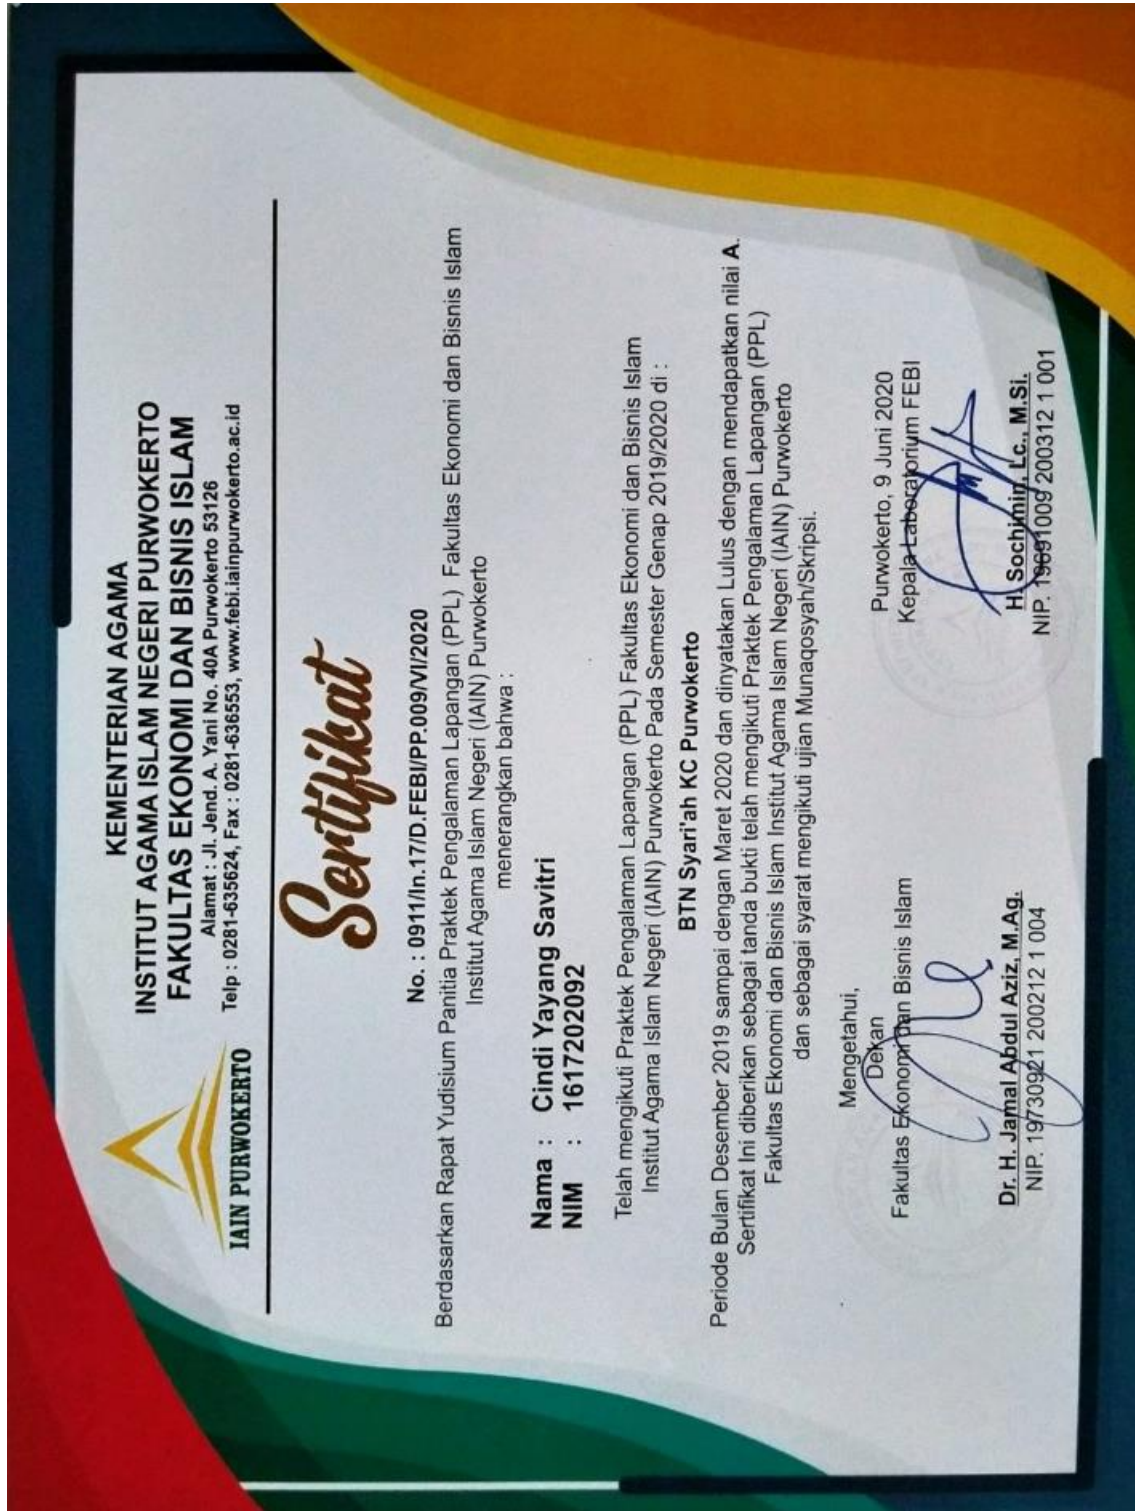 KEMENTERIAN AGAMA
INSTITUT AGAMA ISLAM NEGERI PURWOKERTO
FAKULTAS EKONOMI DAN BISNIS ISLAM
Alamat : Jl. Jend. A. Yani No. 40A Purwokerto 53126
Telp : 0281-635624, Fax : 0281-636553, www.febi.iainpurwokerto.ac.id
IAIN PURWOKERTO
Sertifikat
No. : 0911/In.17/D.FEBI/PP.009/VI/2020
Berdasarkan Rapat Yudisium Panitia Praktek Pengalaman Lapangan (PPL) Fakultas Ekonomi dan Bisnis Islam
Institut Agama Islam Negeri (IAIN) Purwokerto
menerangkan bahwa :
Nama : Cindi Yayang Savitri
NIM : 1617202092
Telah mengikuti Praktek Pengalaman Lapangan (PPL) Fakultas Ekonomi dan Bisnis Islam
Institut Agama Islam Negeri (IAIN) Purwokerto Pada Semester Genap 2019/2020 di :
BTN Syari'ah KC Purwokerto
Periode Bulan Desember 2019 sampai dengan Maret 2020 dan dinyatakan Lulus dengan mendapatkan nilai A.
Sertifikat Ini diberikan sebagai tanda bukti telah mengikuti Praktek Pengalaman Lapangan (PPL)
Fakultas Ekonomi dan Bisnis Islam Institut Agama Islam Negeri (IAIN) Purwokerto
dan sebagai syarat mengikuti ujian Munaqosyah/Skripsi.
Mengetahui,
Dekan
Fakultas Ekonomi dan Bisnis Islam
Dr. H. Jamal Abdul Aziz, M.Ag.
NIP. 19730921 200212 1 004
Purwokerto, 9 Juni 2020
Kepala Laboratorium FEBI
H. Sochimin, Lc., M.Si.
NIP. 19691009 200312 1 001